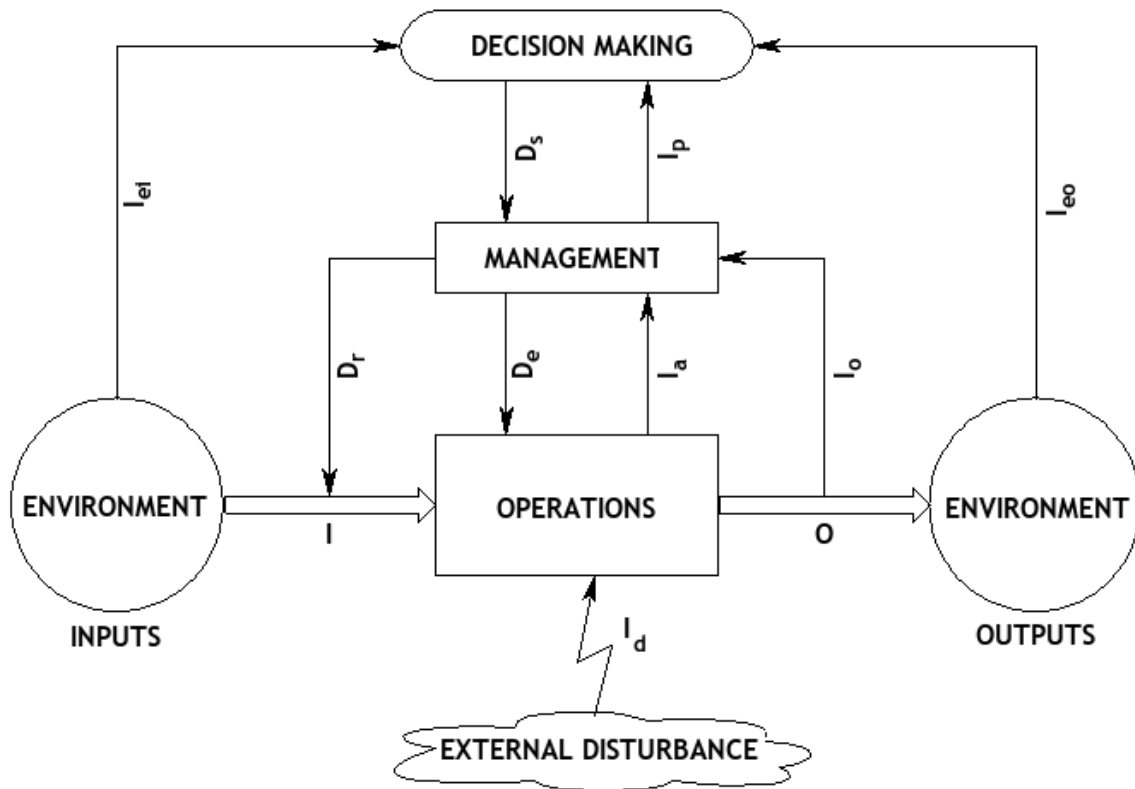 DECISION MAKING
Iei
Ds
Ip
Ieo
MANAGEMENT
Dr
De
Ia
Io
ENVIRONMENT
I
OPERATIONS
O
ENVIRONMENT
INPUTS
OUTPUTS
Id
EXTERNAL DISTURBANCE